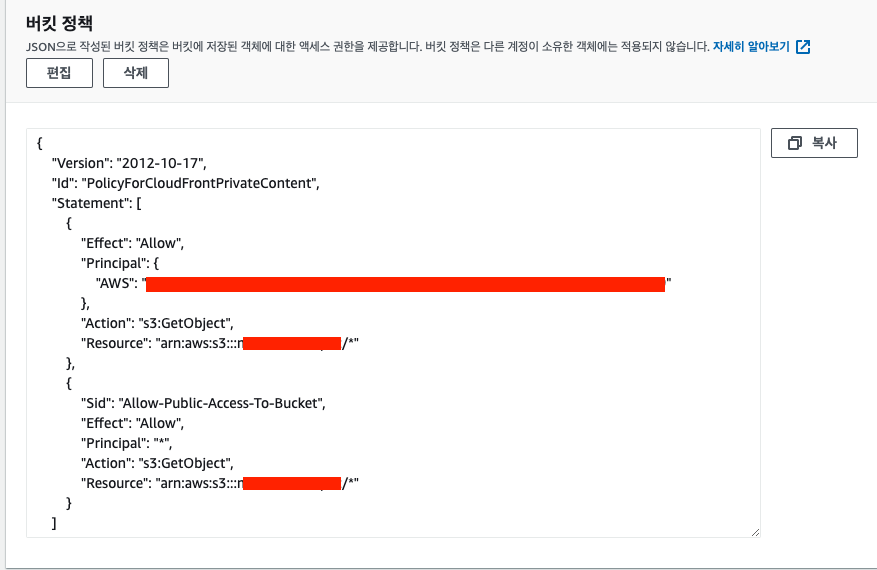 버킷 정책
JSON으로 작성된 버킷 정책은 버킷에 저장된 객체에 대한 액세스 권한을 제공합니다. 버킷 정책은 다른 계정이 소유한 객체에는 적용되지 않습니다. 자세히 알아보기
편집 삭제
복사
{
"Version": "2012-10-17",
"Id": "PolicyForCloudFrontPrivateContent",
"Statement": [
{
"Effect": "Allow",
"Principal": {
"AWS": "
"
},
"Action": "s3:GetObject",
"Resource": "arn:aws:s3::: /*"
},
{
"Sid": "Allow-Public-Access-To-Bucket",
"Effect": "Allow",
"Principal": "*",
"Action": "s3:GetObject",
"Resource": "arn:aws:s3::: /*"
}
]